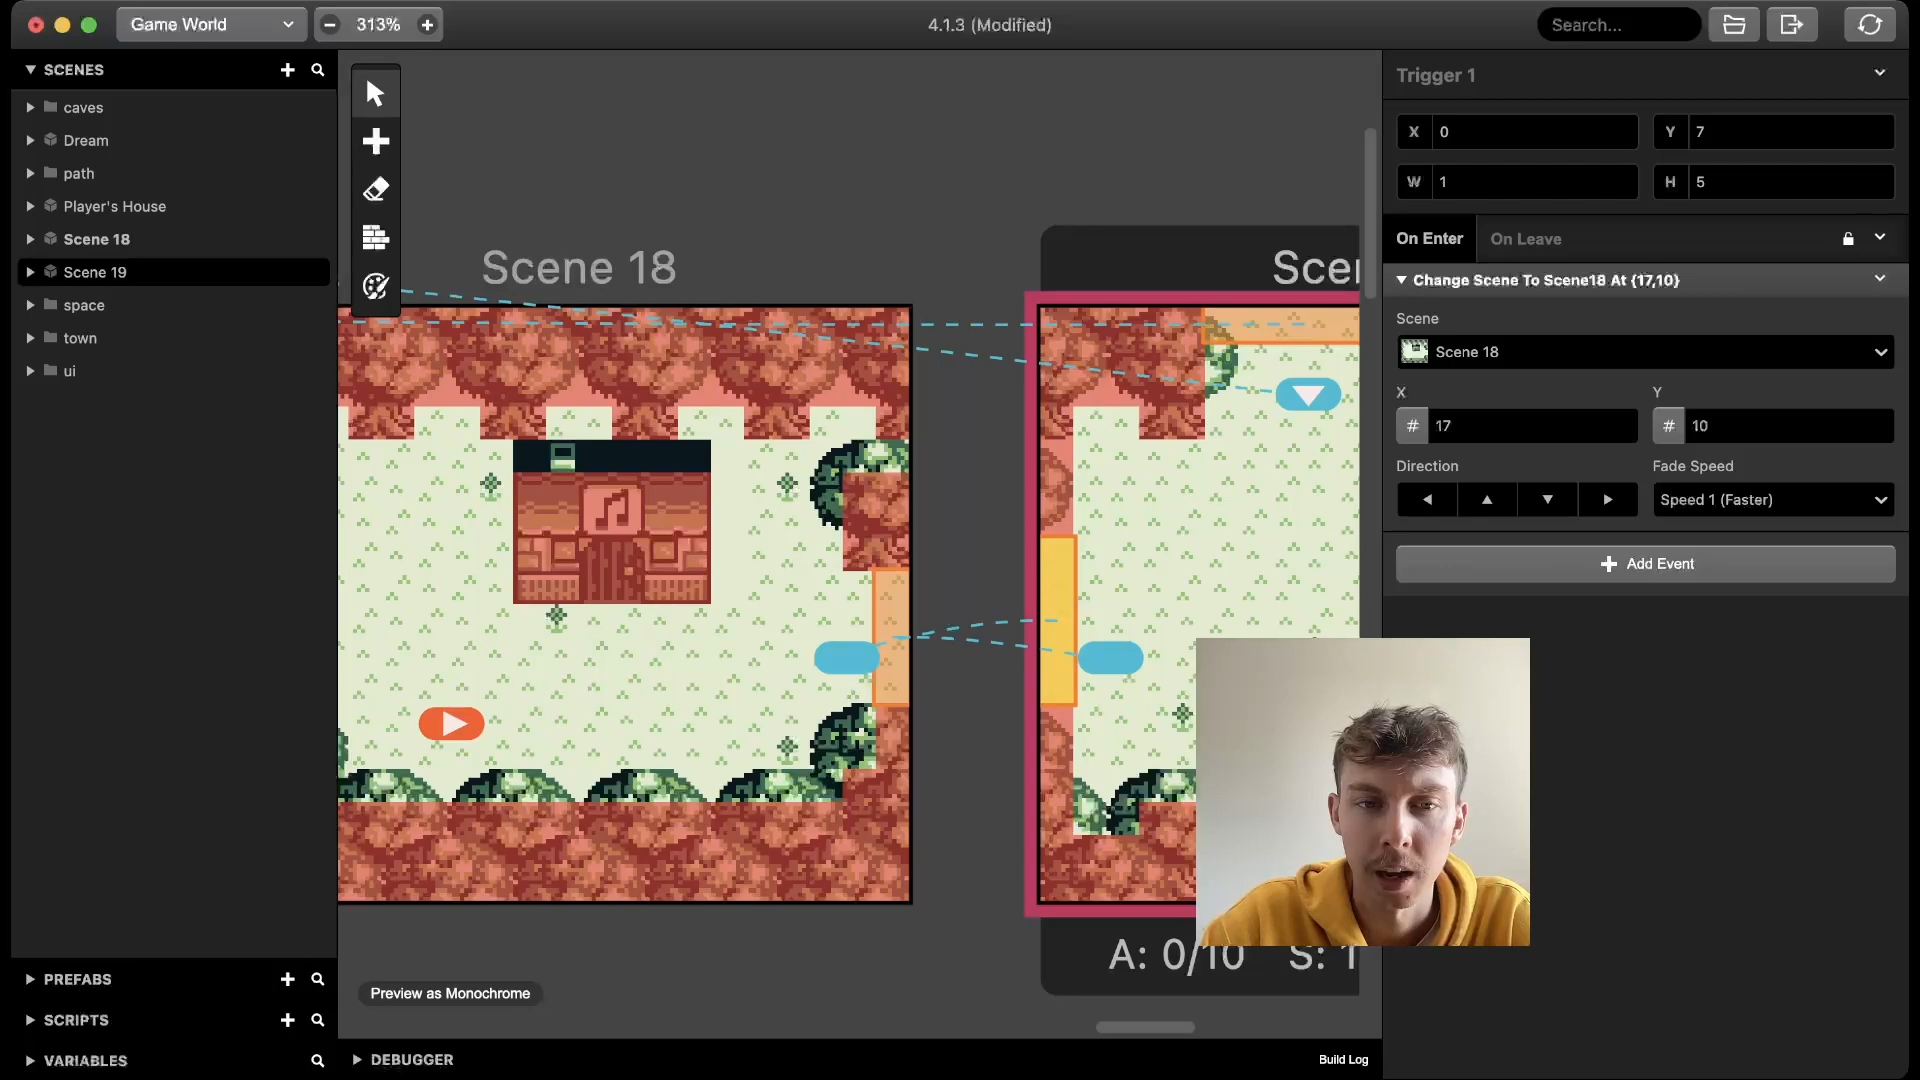 Game World
313%
4.1.3 (Modified)
Search...
SCENES
caves
Dream
path
Player's House
Scene 18
Scene 19
space
town
ui
PREFABS
SCRIPTS
VARIABLES
Scene 18
Scer
A: 0/10 S: 1
Preview as Monochrome
DEBUGGER
Build Log
Trigger 1
X 0
Y 7
W 1
H 5
On Enter
On Leave
Change Scene To Scene18 At {17,10}
Scene
Scene 18
X
Y
# 17
# 10
Direction
Fade Speed
Speed 1 (Faster)
Add Event